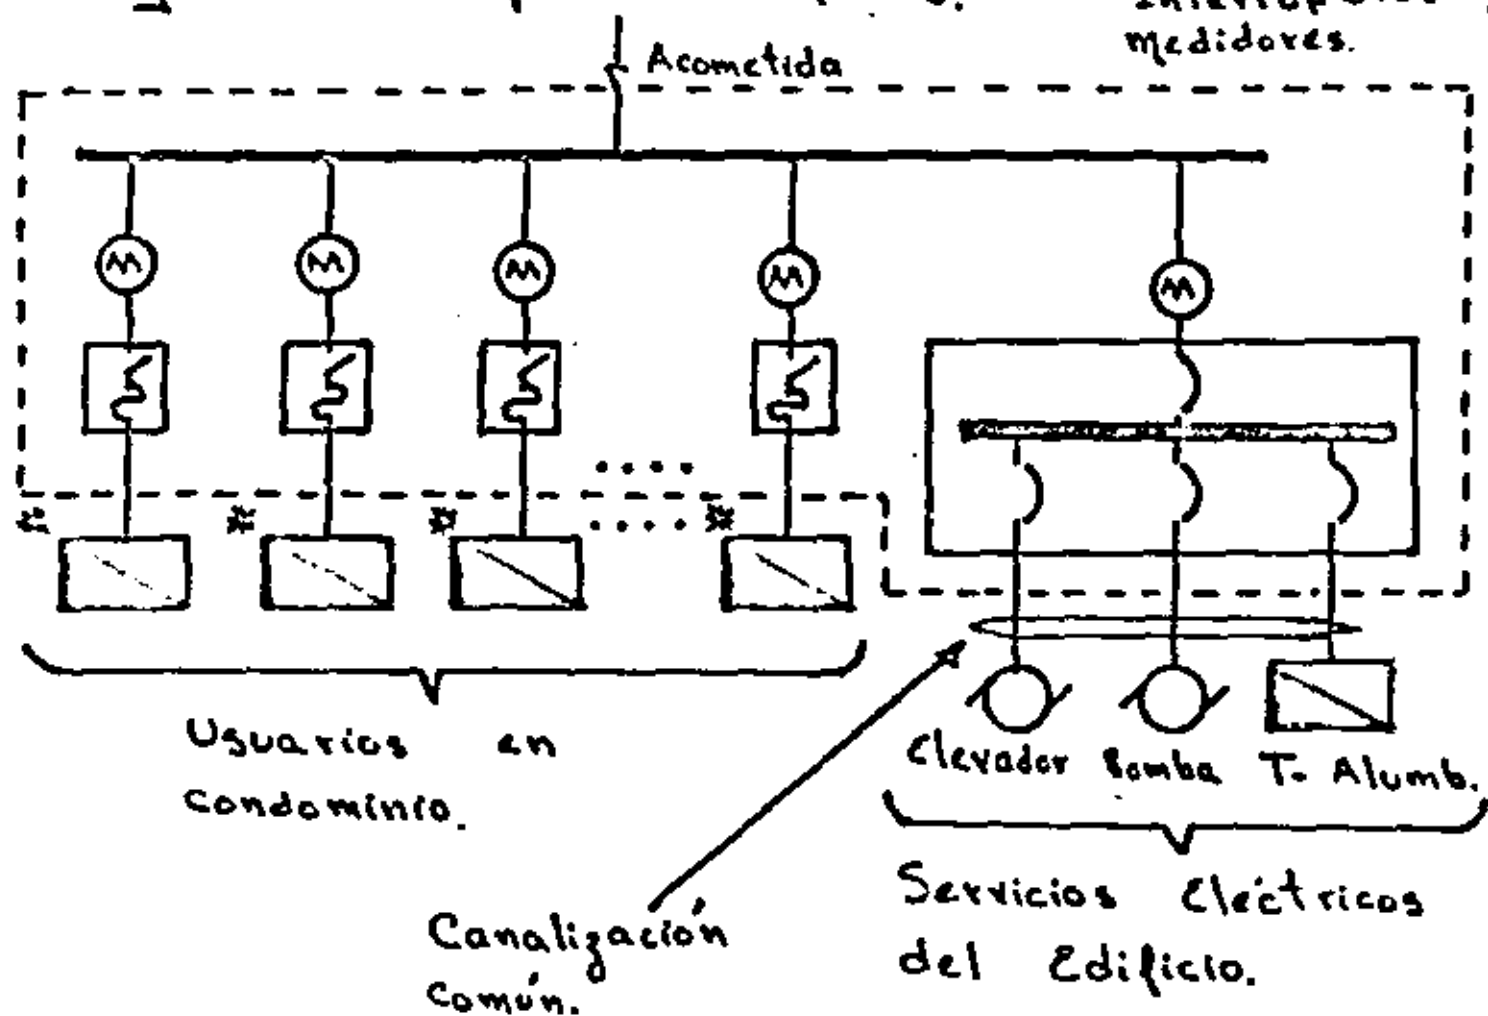 medidores.
Acometida
M M M M M
Usuarios en
condominio.
Elevador Bomba T. Alumb.
Servicios Eléctricos
del Edificio.
Canalización
común.